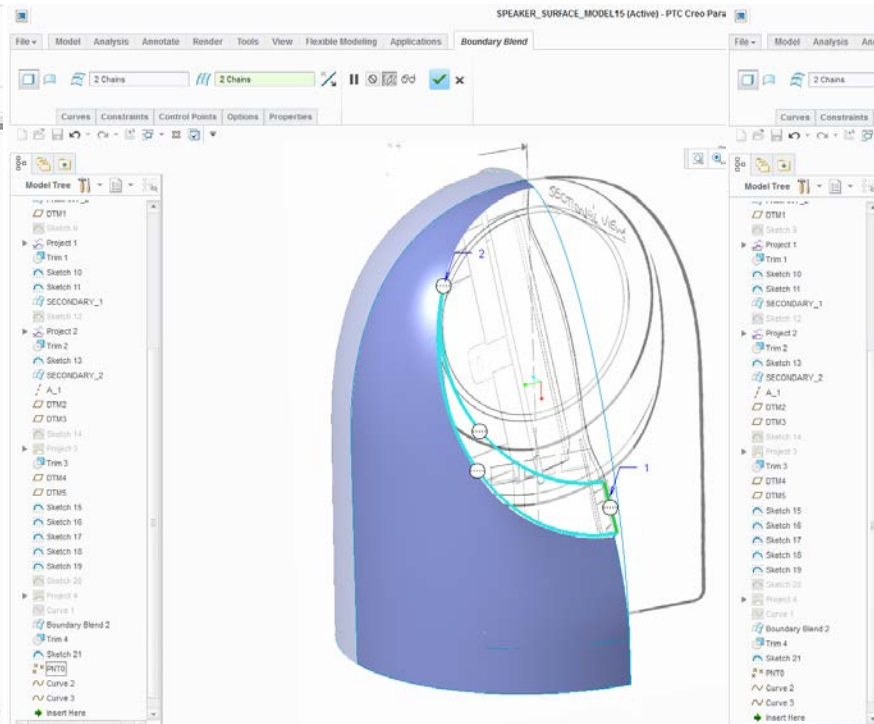 SPEAKER_SURFACE_MODEL15 (Active) - PTC Creo Para
File Model Analysis Annotate Render Tools View Flexible Modeling Applications Boundary Blend
2 Chains 2 Chains
Curves Constraints Control Points Options Properties
Model Tree
DTM1
Sketch 9
Project 1
Trim 1
Sketch 10
Sketch 11
SECONDARY_1
Sketch 12
Project 2
Trim 2
Sketch 13
SECONDARY_2
A_1
DTM2
DTM3
Sketch 14
Project 3
Trim 3
DTM4
DTM5
Sketch 15
Sketch 16
Sketch 17
Sketch 18
Sketch 19
Sketch 20
Project 4
Curve 1
Boundary Blend 2
Trim 4
Sketch 21
PNT0
Curve 2
Curve 3
Insert Here
SECTIONAL VIEW
2
1
File Model Analysis Ann
2 Chains
Curves Constraints
Model Tree
DTM1
Sketch 9
Project 1
Trim 1
Sketch 10
Sketch 11
SECONDARY_1
Sketch 12
Project 2
Trim 2
Sketch 13
SECONDARY_2
A_1
DTM2
DTM3
Sketch 14
Project 3
Trim 3
DTM4
DTM5
Sketch 15
Sketch 16
Sketch 17
Sketch 18
Sketch 19
Sketch 20
Project 4
Curve 1
Boundary Blend 2
Trim 4
Sketch 21
PNT0
Curve 2
Curve 3
Insert Here